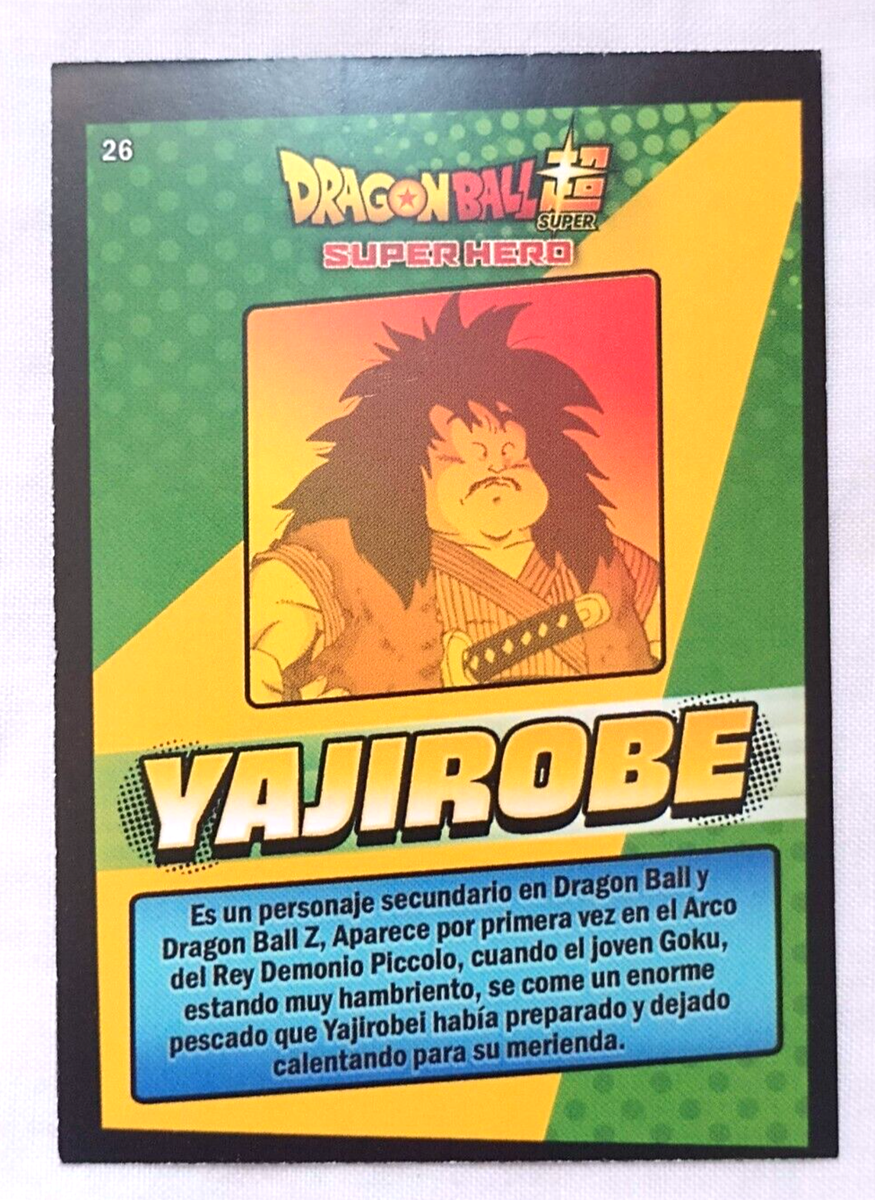 26
DRAGON BALL 超
SUPER
SUPER HERO
YAJIROBE
Es un personaje secundario en Dragon Ball y
Dragon Ball Z, Aparece por primera vez en el Arco
del Rey Demonio Piccolo, cuando el joven Goku,
estando muy hambriento, se come un enorme
pescado que Yajirobei había preparado y dejado
calentando para su merienda.